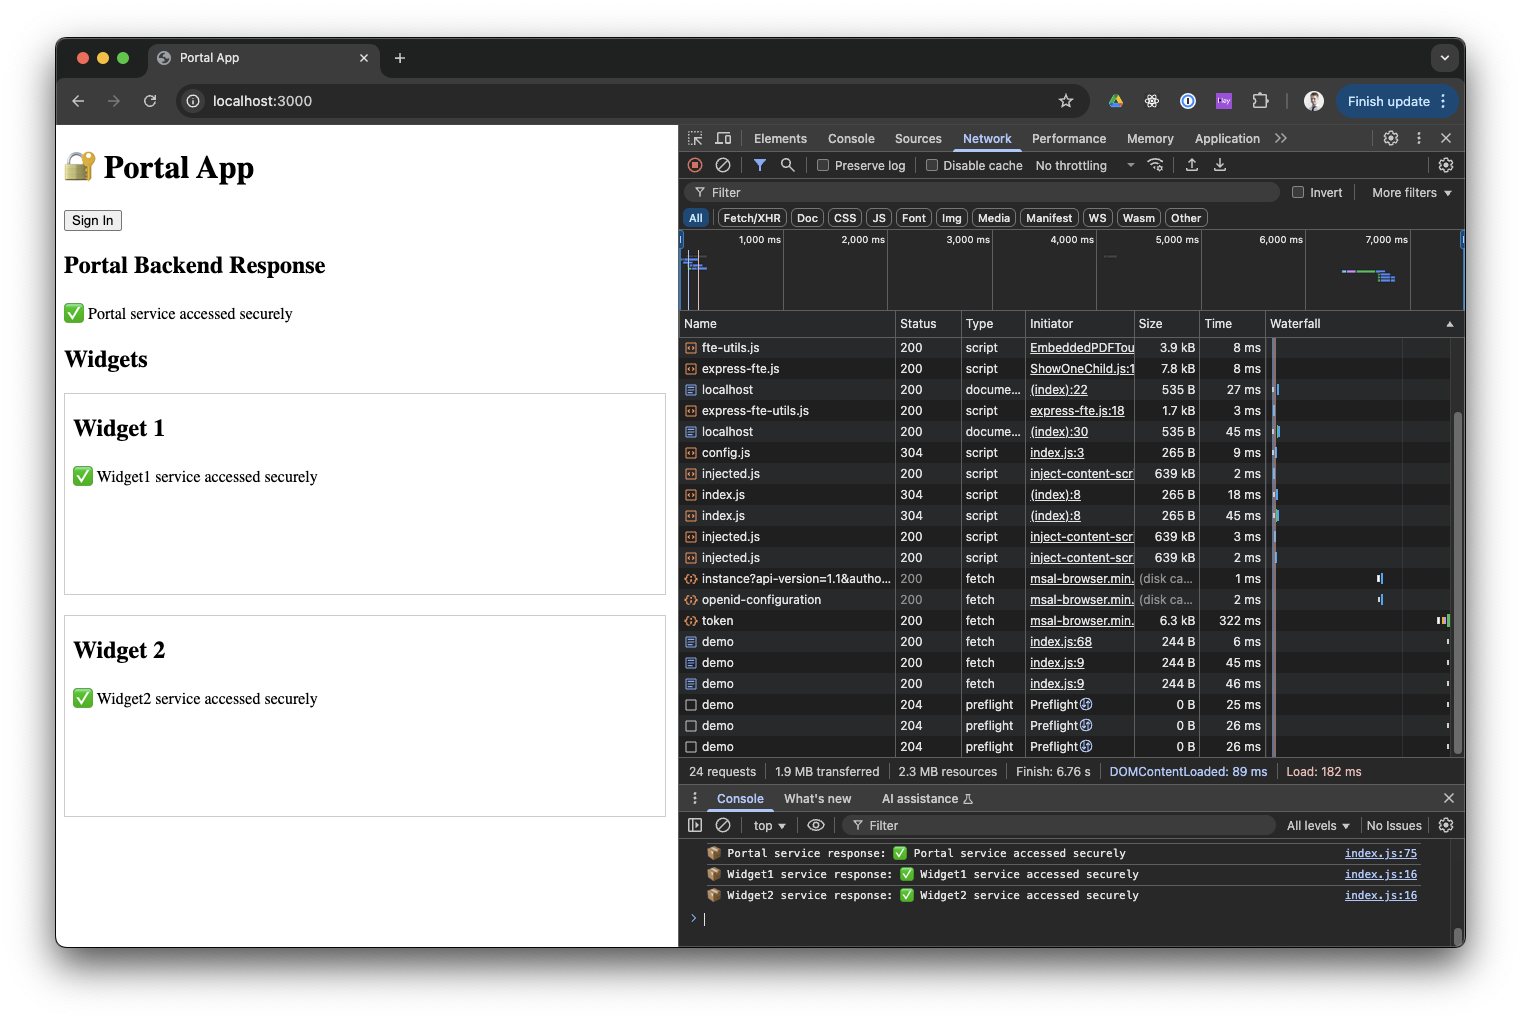 Portal App
localhost:3000
Finish update
Portal App
Sign In
Portal Backend Response
✅ Portal service accessed securely
Widgets
Widget 1
✅ Widget1 service accessed securely
Widget 2
✅ Widget2 service accessed securely
Elements Console Sources Network Performance Memory Application
Preserve log Disable cache No throttling
Filter Invert More filters
All Fetch/XHR Doc CSS JS Font Img Media Manifest WS Wasm Other
1,000 ms 2,000 ms 3,000 ms 4,000 ms 5,000 ms 6,000 ms 7,000 ms
Name Status Type Initiator Size Time Waterfall
fte-utils.js 200 script EmbeddedPDFTou 3.9 kB 8 ms
express-fte.js 200 script ShowOneChild.js:1 7.8 kB 8 ms
localhost 200 docume... (index):22 535 B 27 ms
express-fte-utils.js 200 script express-fte.js:18 1.7 kB 3 ms
localhost 200 docume... (index):30 535 B 45 ms
config.js 304 script index.js:3 265 B 9 ms
injected.js 200 script inject-content-scr 639 kB 2 ms
index.js 304 script (index):8 265 B 18 ms
index.js 304 script (index):8 265 B 45 ms
injected.js 200 script inject-content-scr 639 kB 3 ms
injected.js 200 script inject-content-scr 639 kB 2 ms
instance?api-version=1.1&autho... 200 fetch msal-browser.min. (disk ca... 1 ms
openid-configuration 200 fetch msal-browser.min. (disk ca... 2 ms
token 200 fetch msal-browser.min. 6.3 kB 322 ms
demo 200 fetch index.js:68 244 B 6 ms
demo 200 fetch index.js:9 244 B 45 ms
demo 200 fetch index.js:9 244 B 46 ms
demo 204 preflight Preflight 0 B 25 ms
demo 204 preflight Preflight 0 B 26 ms
demo 204 preflight Preflight 0 B 26 ms
24 requests 1.9 MB transferred 2.3 MB resources Finish: 6.76 s DOMContentLoaded: 89 ms Load: 182 ms
Console What's new AI assistance
top Filter All levels No Issues
📦 Portal service response: ✅ Portal service accessed securely index.js:75
📦 Widget1 service response: ✅ Widget1 service accessed securely index.js:16
📦 Widget2 service response: ✅ Widget2 service accessed securely index.js:16